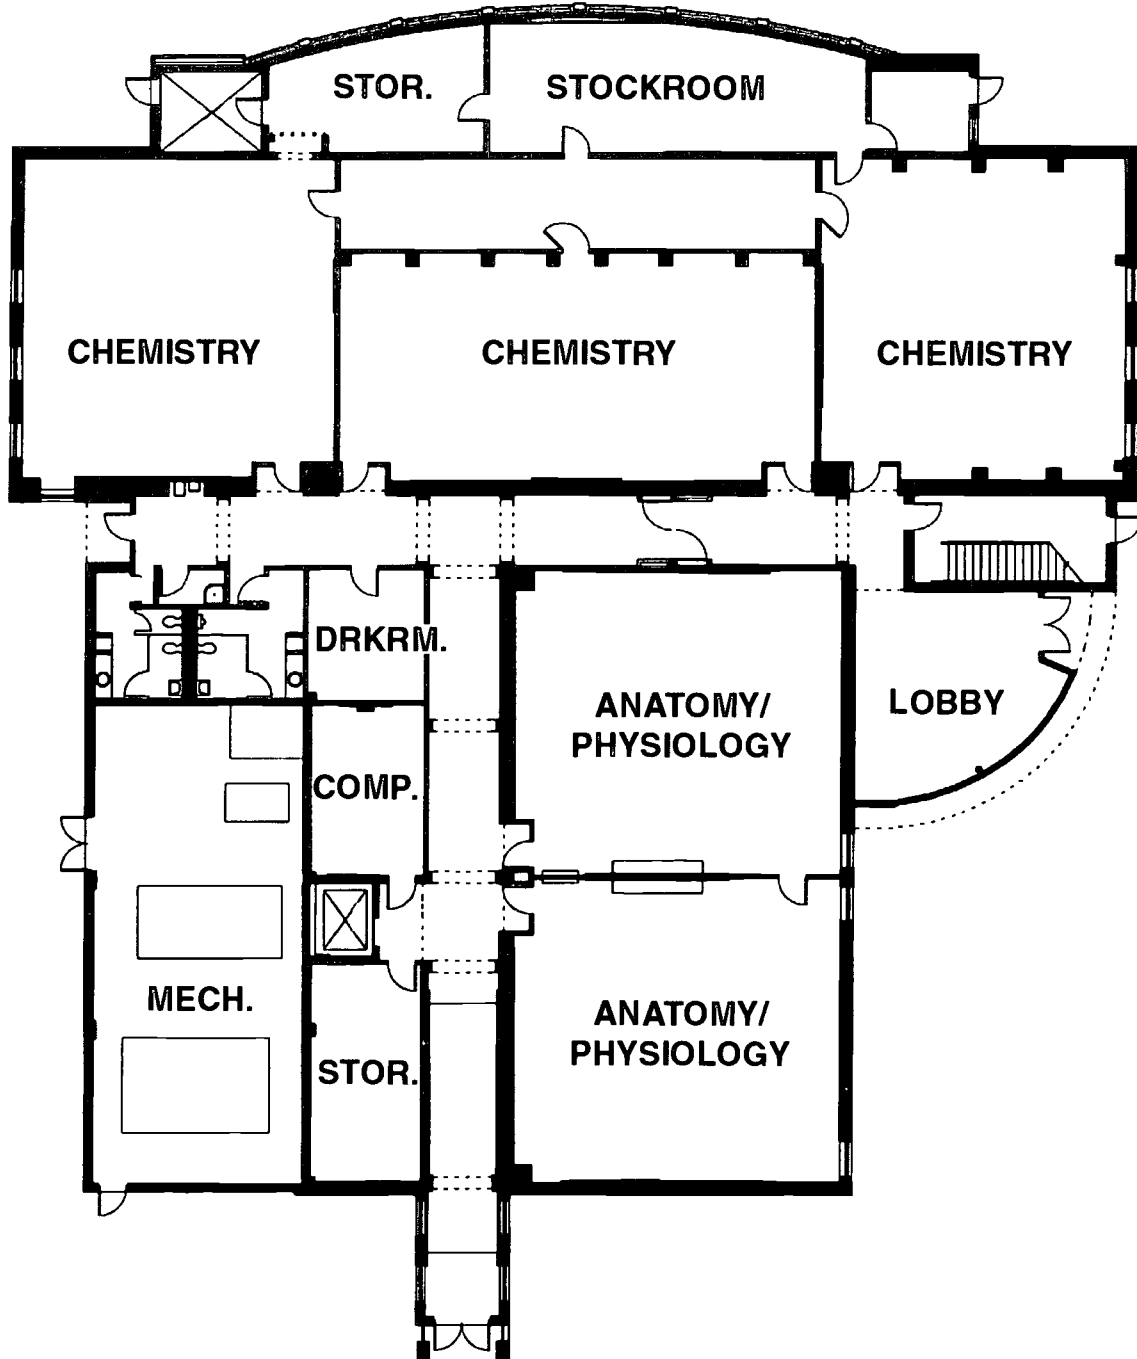 STOR.
STOCKROOM
CHEMISTRY
CHEMISTRY
CHEMISTRY
DRKRM.
ANATOMY/
PHYSIOLOGY
LOBBY
COMP.
MECH.
ANATOMY/
PHYSIOLOGY
STOR.